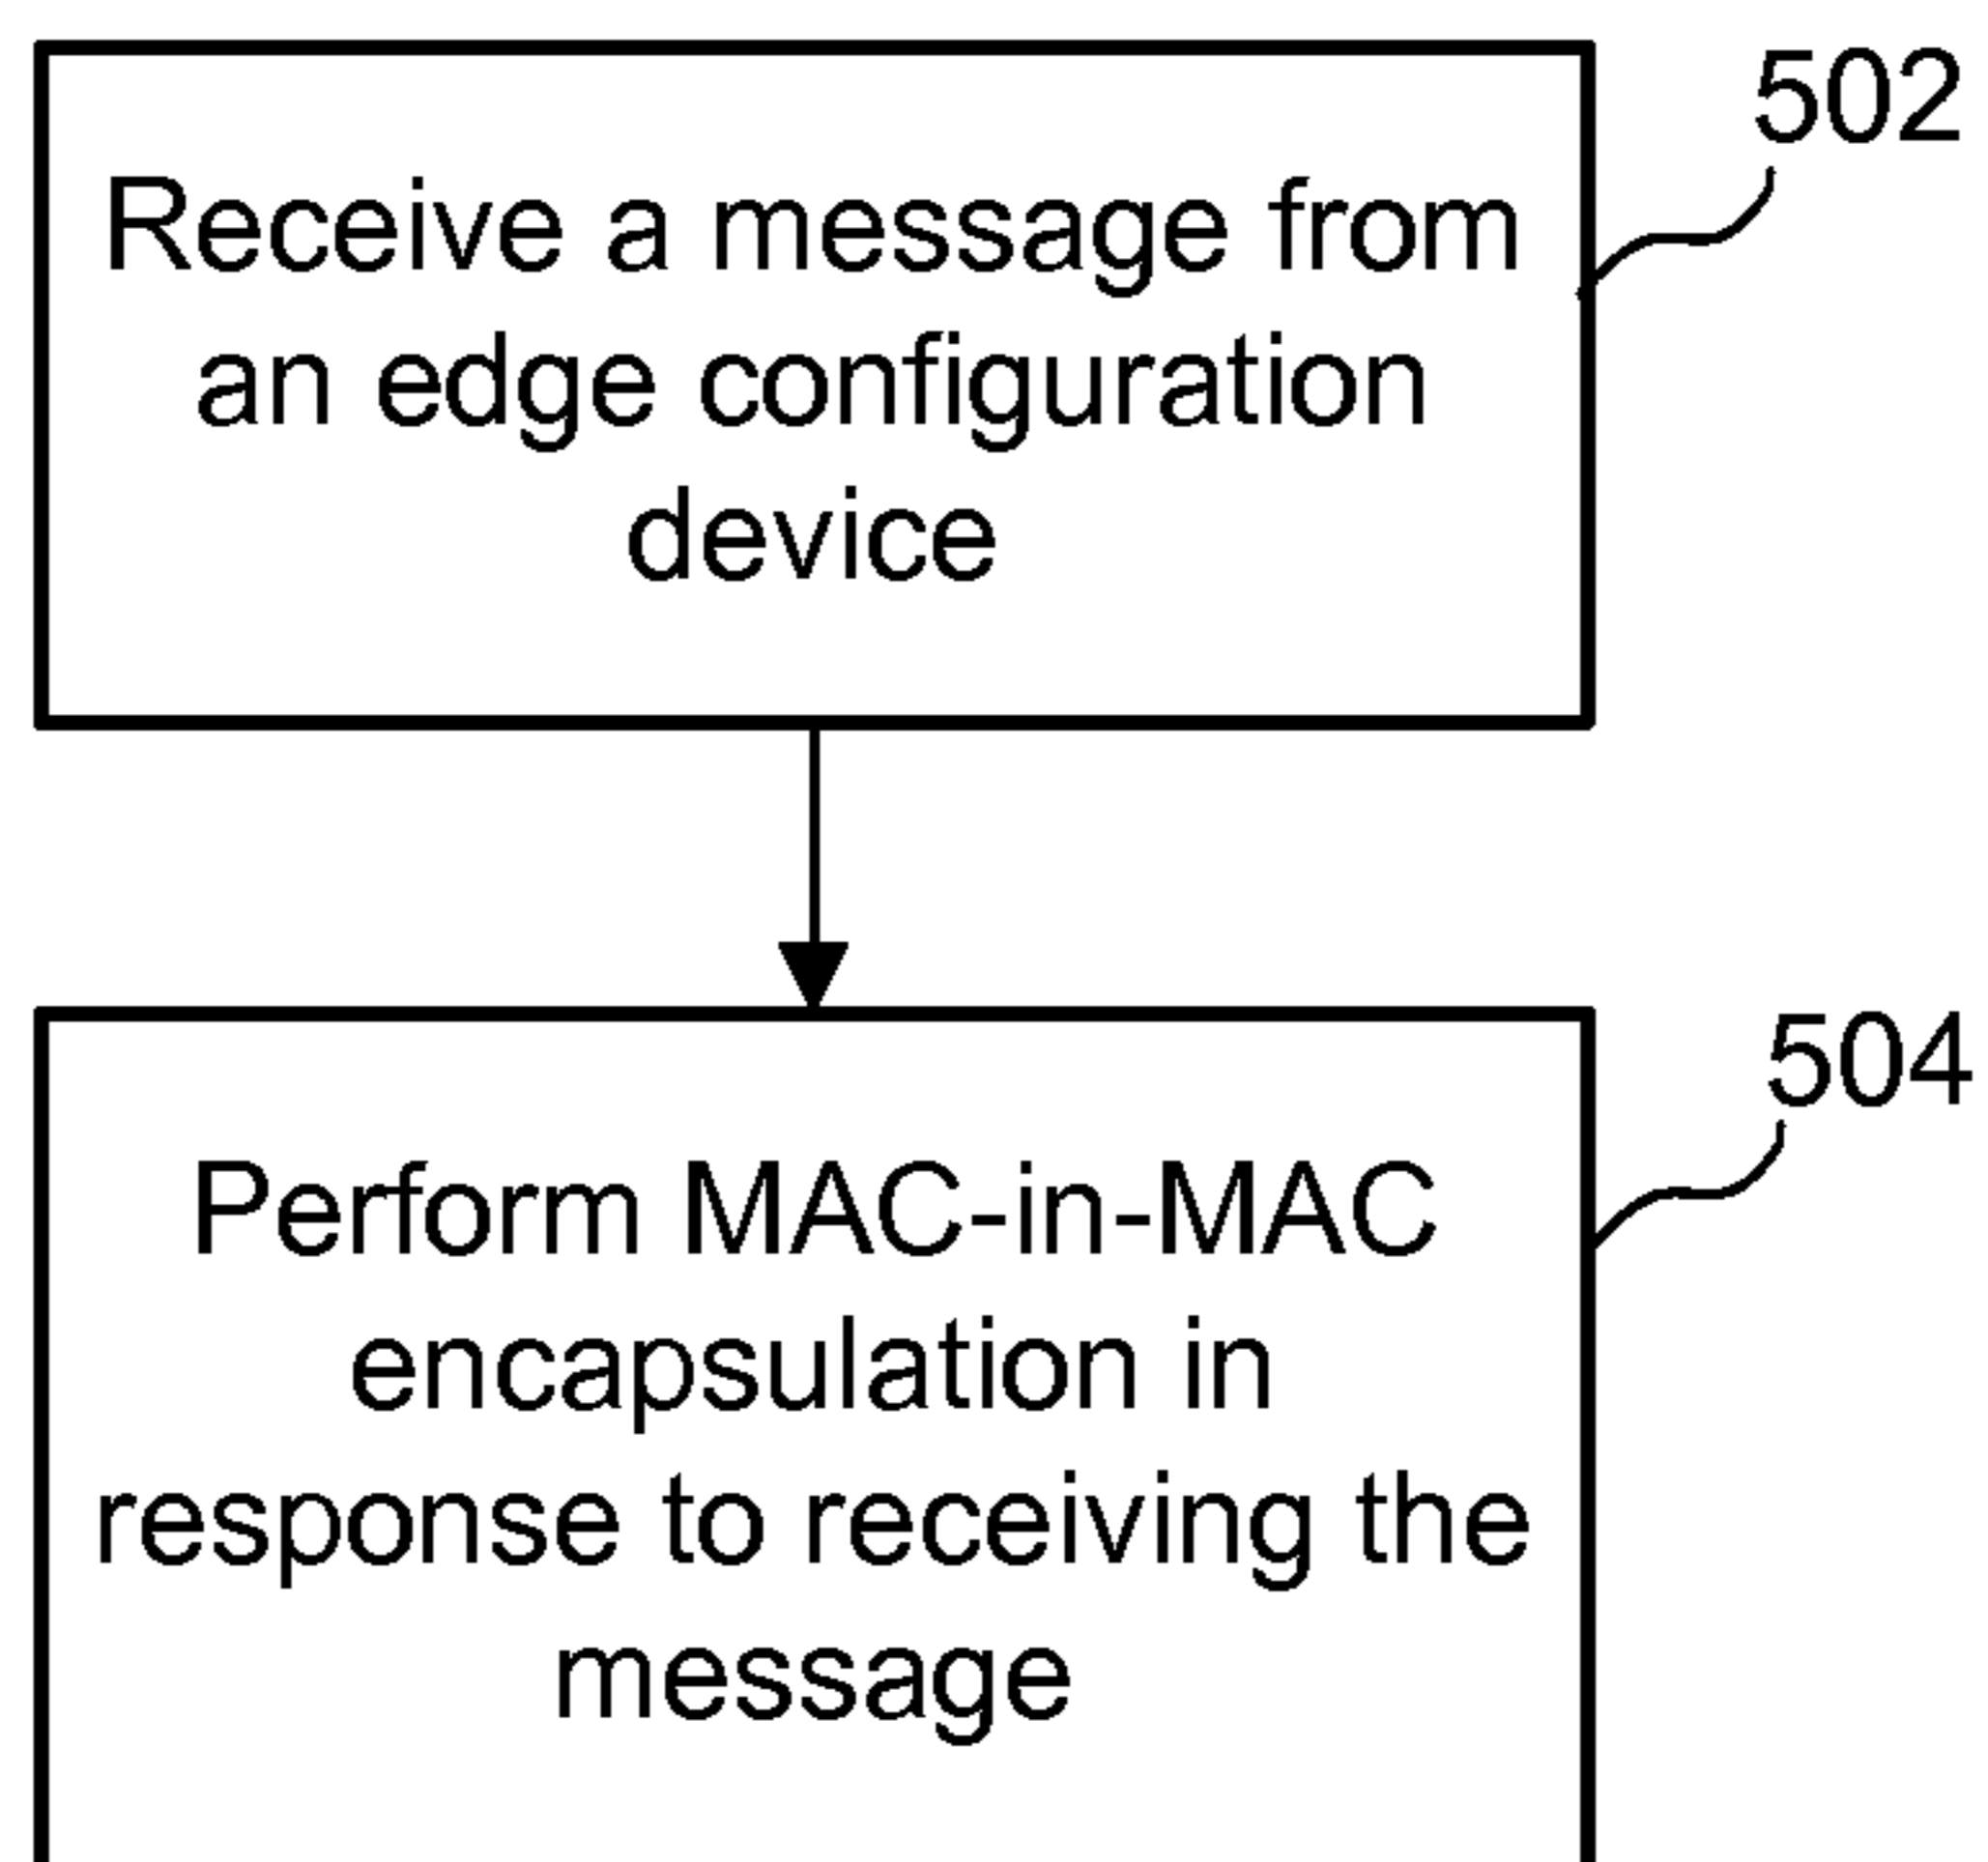 502
Receive a message from
an edge configuration
device
504
Perform MAC-in-MAC
encapsulation in
response to receiving the
message